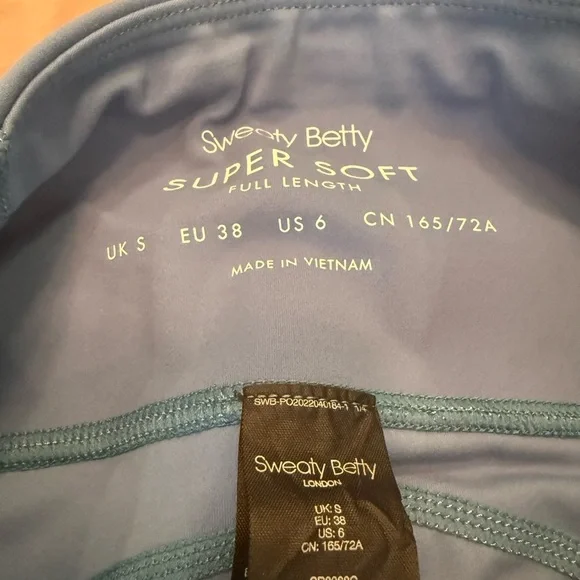 Sweaty Betty
SUPER SOFT
FULL LENGTH
UK S EU 38 US 6 CN 165/72A
MADE IN VIETNAM
Sweaty Betty
LONDON
UK: S
EU: 38
US: 6
CN: 165/72A